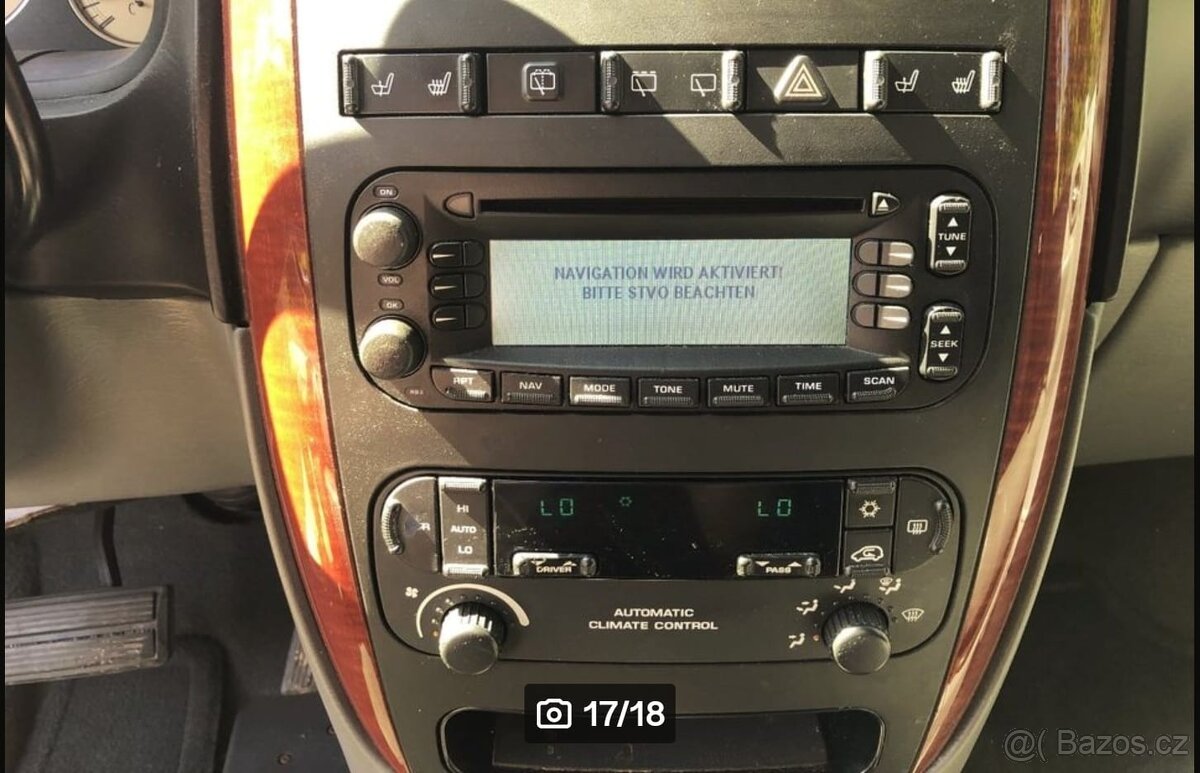 ON
VOL
OK
TUNE
SEEK
NAVIGATION WIRD AKTIVIERT!
BITTE STVO BEACHTEN
RPT NAV MODE TONE MUTE TIME SCAN
HI
AUTO
LO
LO LO
DRIVER PASS
AUTOMATIC
CLIMATE CONTROL
17/18
@( Bazos.cz